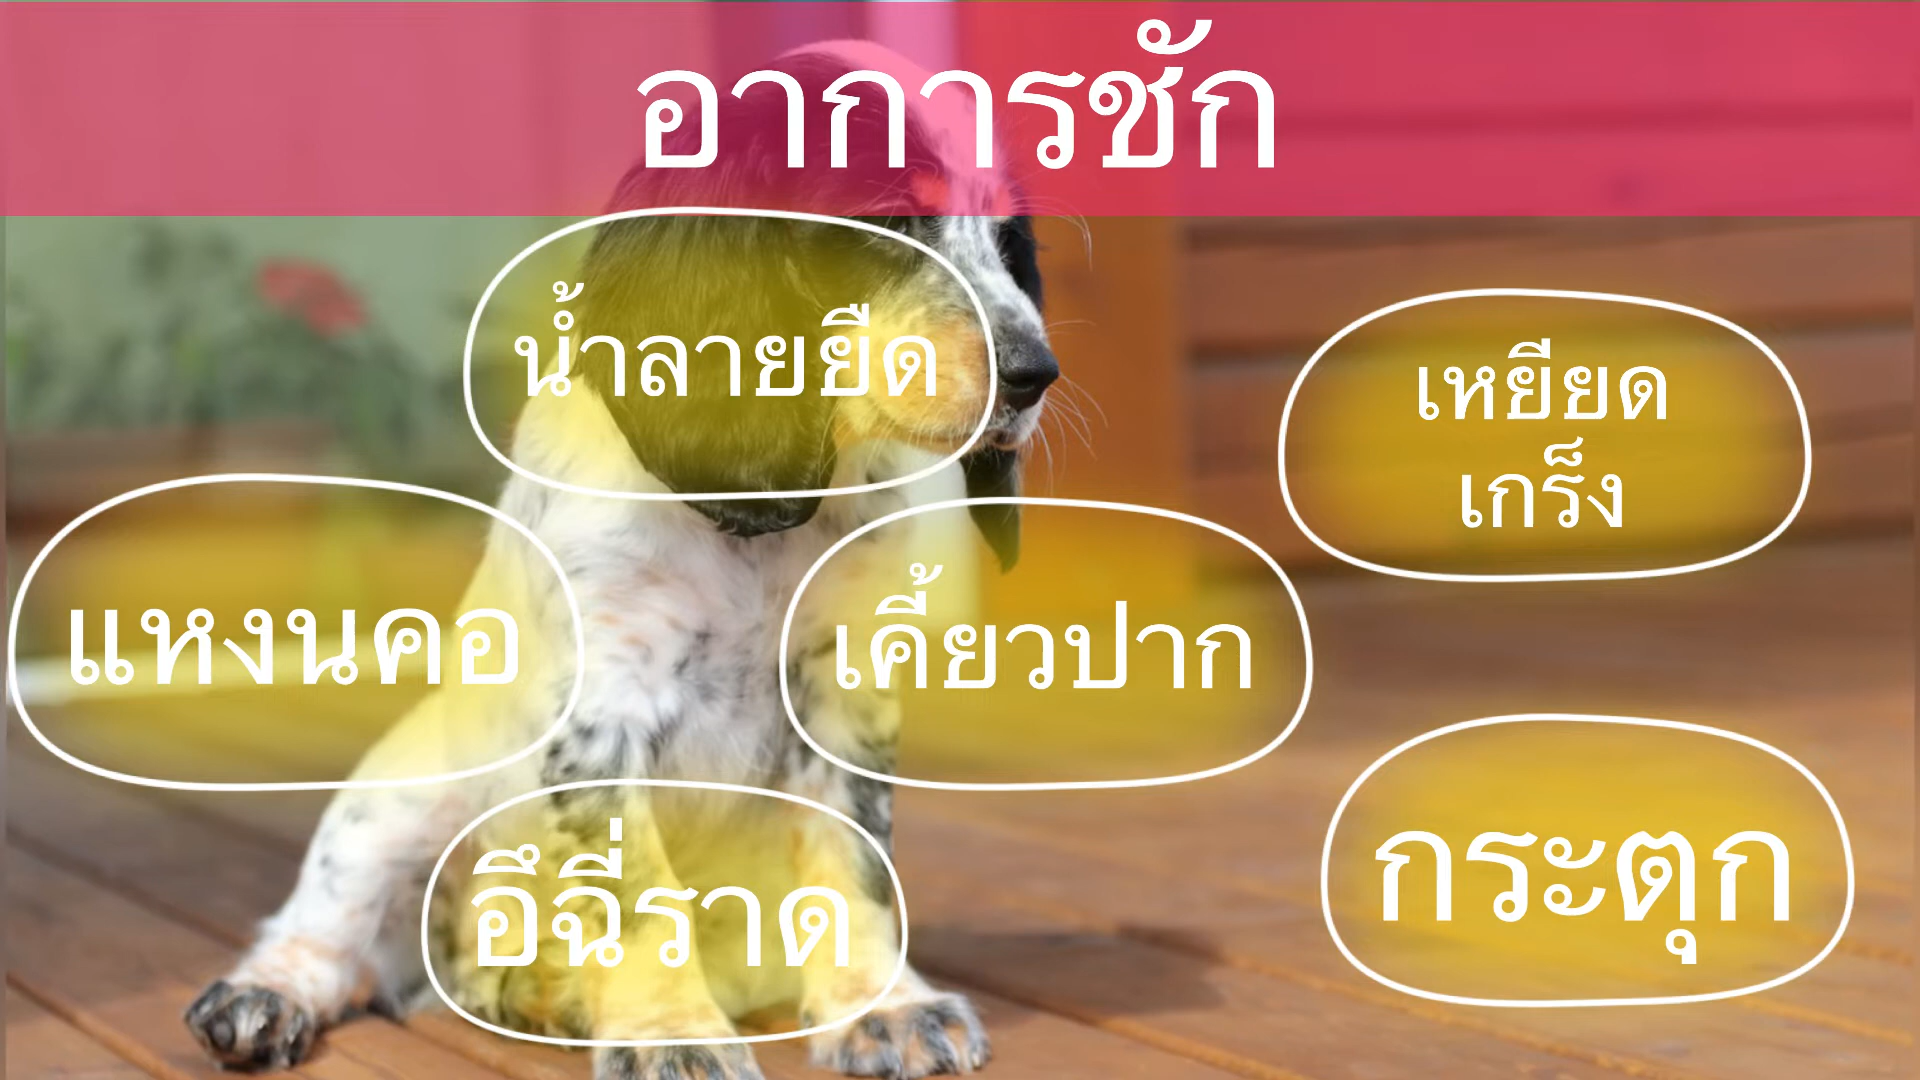 อาการชัก
น้ำลายยืด
เหยียด
เกร็ง
แหงนคอ
เคี้ยวปาก
อึฉี่ราด
กระตุก